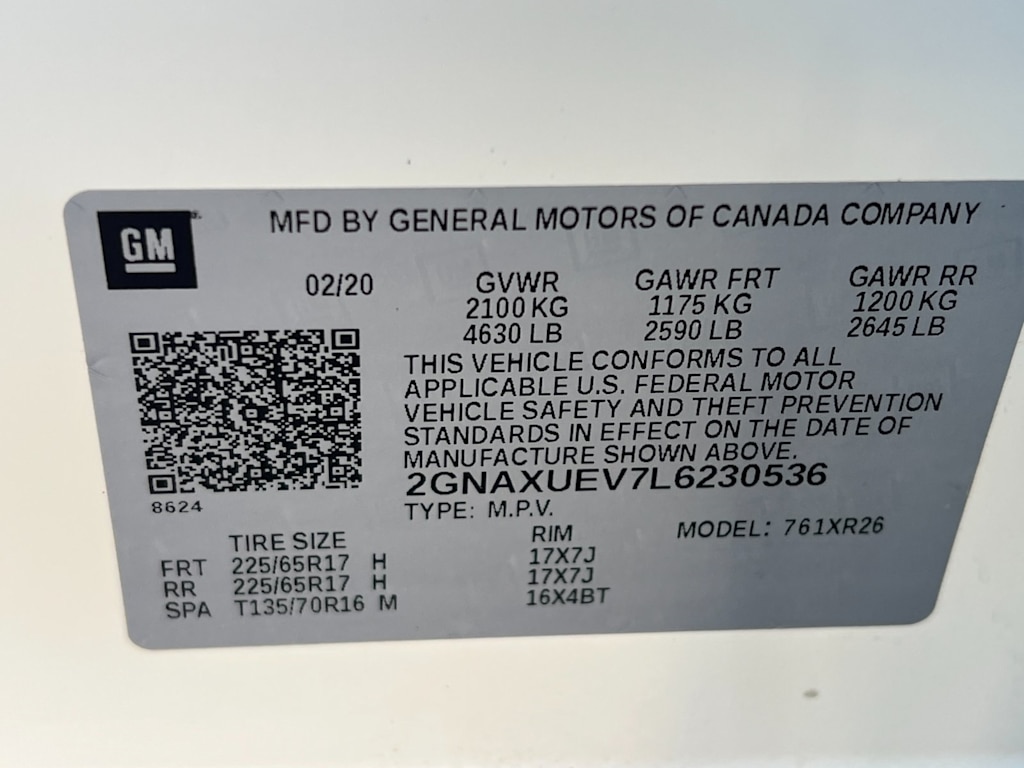 GM
MFD BY GENERAL MOTORS OF CANADA COMPANY
02/20 GVWR GAWR FRT GAWR RR
2100 KG 1175 KG 1200 KG
4630 LB 2590 LB 2645 LB
THIS VEHICLE CONFORMS TO ALL
APPLICABLE U.S. FEDERAL MOTOR
VEHICLE SAFETY AND THEFT PREVENTION
STANDARDS IN EFFECT ON THE DATE OF
MANUFACTURE SHOWN ABOVE.
2GNAXUEV7L6230536
8624
TYPE: M.P.V.
TIRE SIZE RIM MODEL: 761XR26
FRT 225/65R17 H 17X7J
RR 225/65R17 H 17X7J
SPA T135/70R16 M 16X4BT